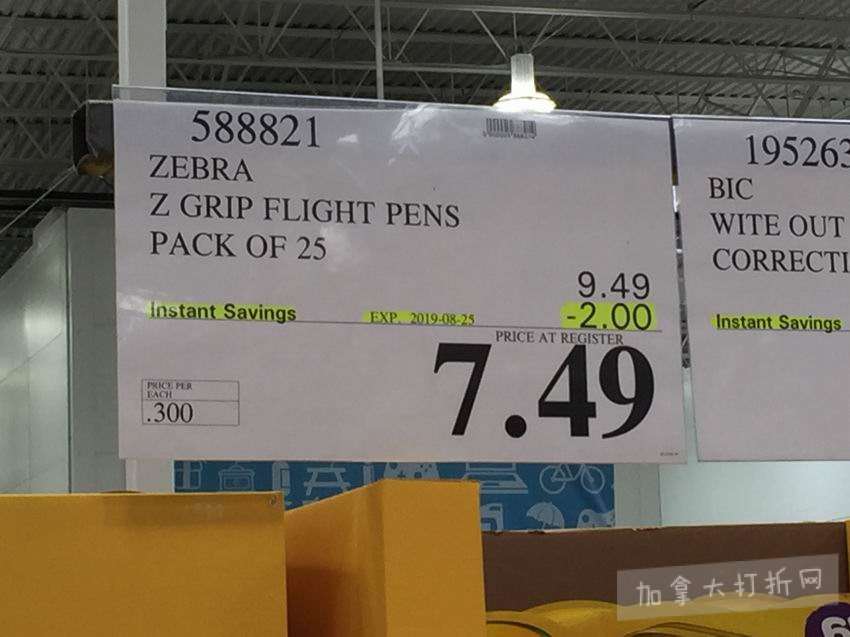 588821
ZEBRA
Z GRIP FLIGHT PENS
PACK OF 25
9.49
Instant Savings EXP. 2019-08-25 -2.00
PRICE AT REGISTER
7.49
PRICE PER
EACH
.300
195263
BIC
WITE OUT
CORRECTI
Instant Savings
加拿大打折网